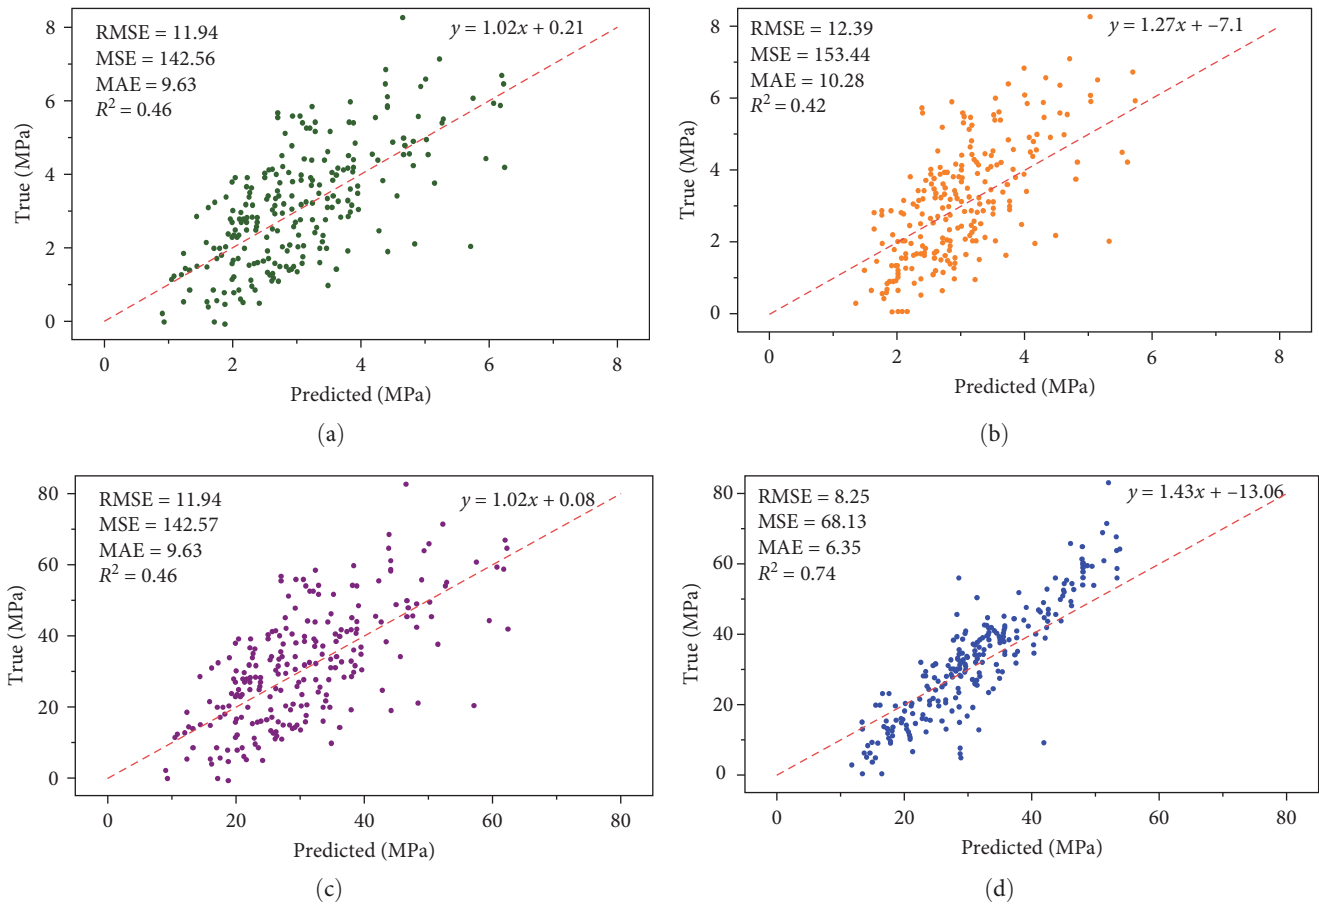 RMSE = 11.94
MSE = 142.56
MAE = 9.63
R² = 0.46
y = 1.02x + 0.21
True (MPa)
8
6
4
2
0
0 2 4 6 8
Predicted (MPa)
(a)
RMSE = 12.39
MSE = 153.44
MAE = 10.28
R² = 0.42
y = 1.27x + −7.1
True (MPa)
8
6
4
2
0
0 2 4 6 8
Predicted (MPa)
(b)
RMSE = 11.94
MSE = 142.57
MAE = 9.63
R² = 0.46
y = 1.02x + 0.08
True (MPa)
80
60
40
20
0
0 20 40 60 80
Predicted (MPa)
(c)
RMSE = 8.25
MSE = 68.13
MAE = 6.35
R² = 0.74
y = 1.43x + −13.06
True (MPa)
80
60
40
20
0
0 20 40 60 80
Predicted (MPa)
(d)